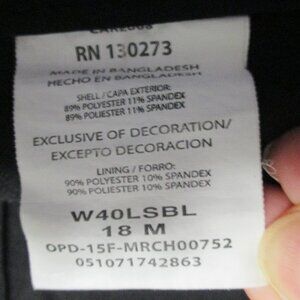 RN 130273
MADE IN BANGLADESH
HECHO EN BANGLADESH
SHELL / CAPA EXTERIOR:
89% POLYESTER 11% SPANDEX
89% POLIESTER 11% SPANDEX
EXCLUSIVE OF DECORATION/
EXCEPTO DECORACION
LINING / FORRO:
90% POLYESTER 10% SPANDEX
90% POLIESTER 10% SPANDEX
W40LSBL
18 M
OPD-15F-MRCH00752
051071742863